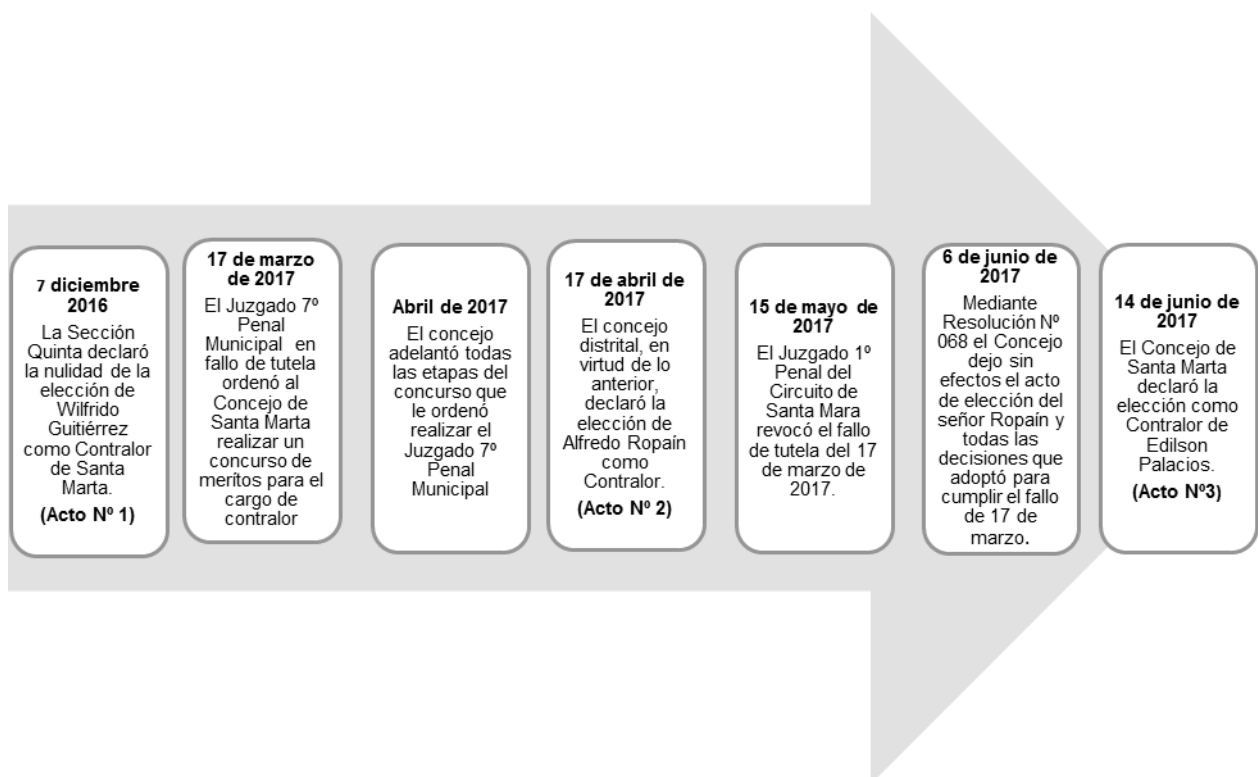 7 diciembre
2016
La Sección
Quinta declaró
la nulidad de la
elección de
Wilfrido
Guitiérrez
como Contralor
de Santa
Marta.
(Acto Nº 1)
17 de marzo
de 2017
El Juzgado 7º
Penal
Municipal en
fallo de tutela
ordenó al
Concejo de
Santa Marta
realizar un
concurso de
merítos para el
cargo de
contralor
Abril de 2017
El concejo
adelantó todas
las etapas del
concurso que
le ordenó
realizar el
Juzgado 7º
Penal
Municipal
17 de abril de
2017
El concejo
distrital, en
virtud de lo
anterior,
declaró la
elección de
Alfredo Ropaín
como
Contralor.
(Acto Nº 2)
15 de mayo de
2017
El Juzgado 1º
Penal del
Circuito de
Santa Mara
revocó el fallo
de tutela del 17
de marzo de
2017.
6 de junio de
2017
Mediante
Resolución Nº
068 el Concejo
dejo sin
efectos el acto
de elección del
señor Ropaín y
todas las
decisiones que
adoptó para
cumplir el fallo
de 17 de
marzo.
14 de junio de
2017
El Concejo de
Santa Marta
declaró la
elección como
Contralor de
Edilson
Palacios.
(Acto Nº3)